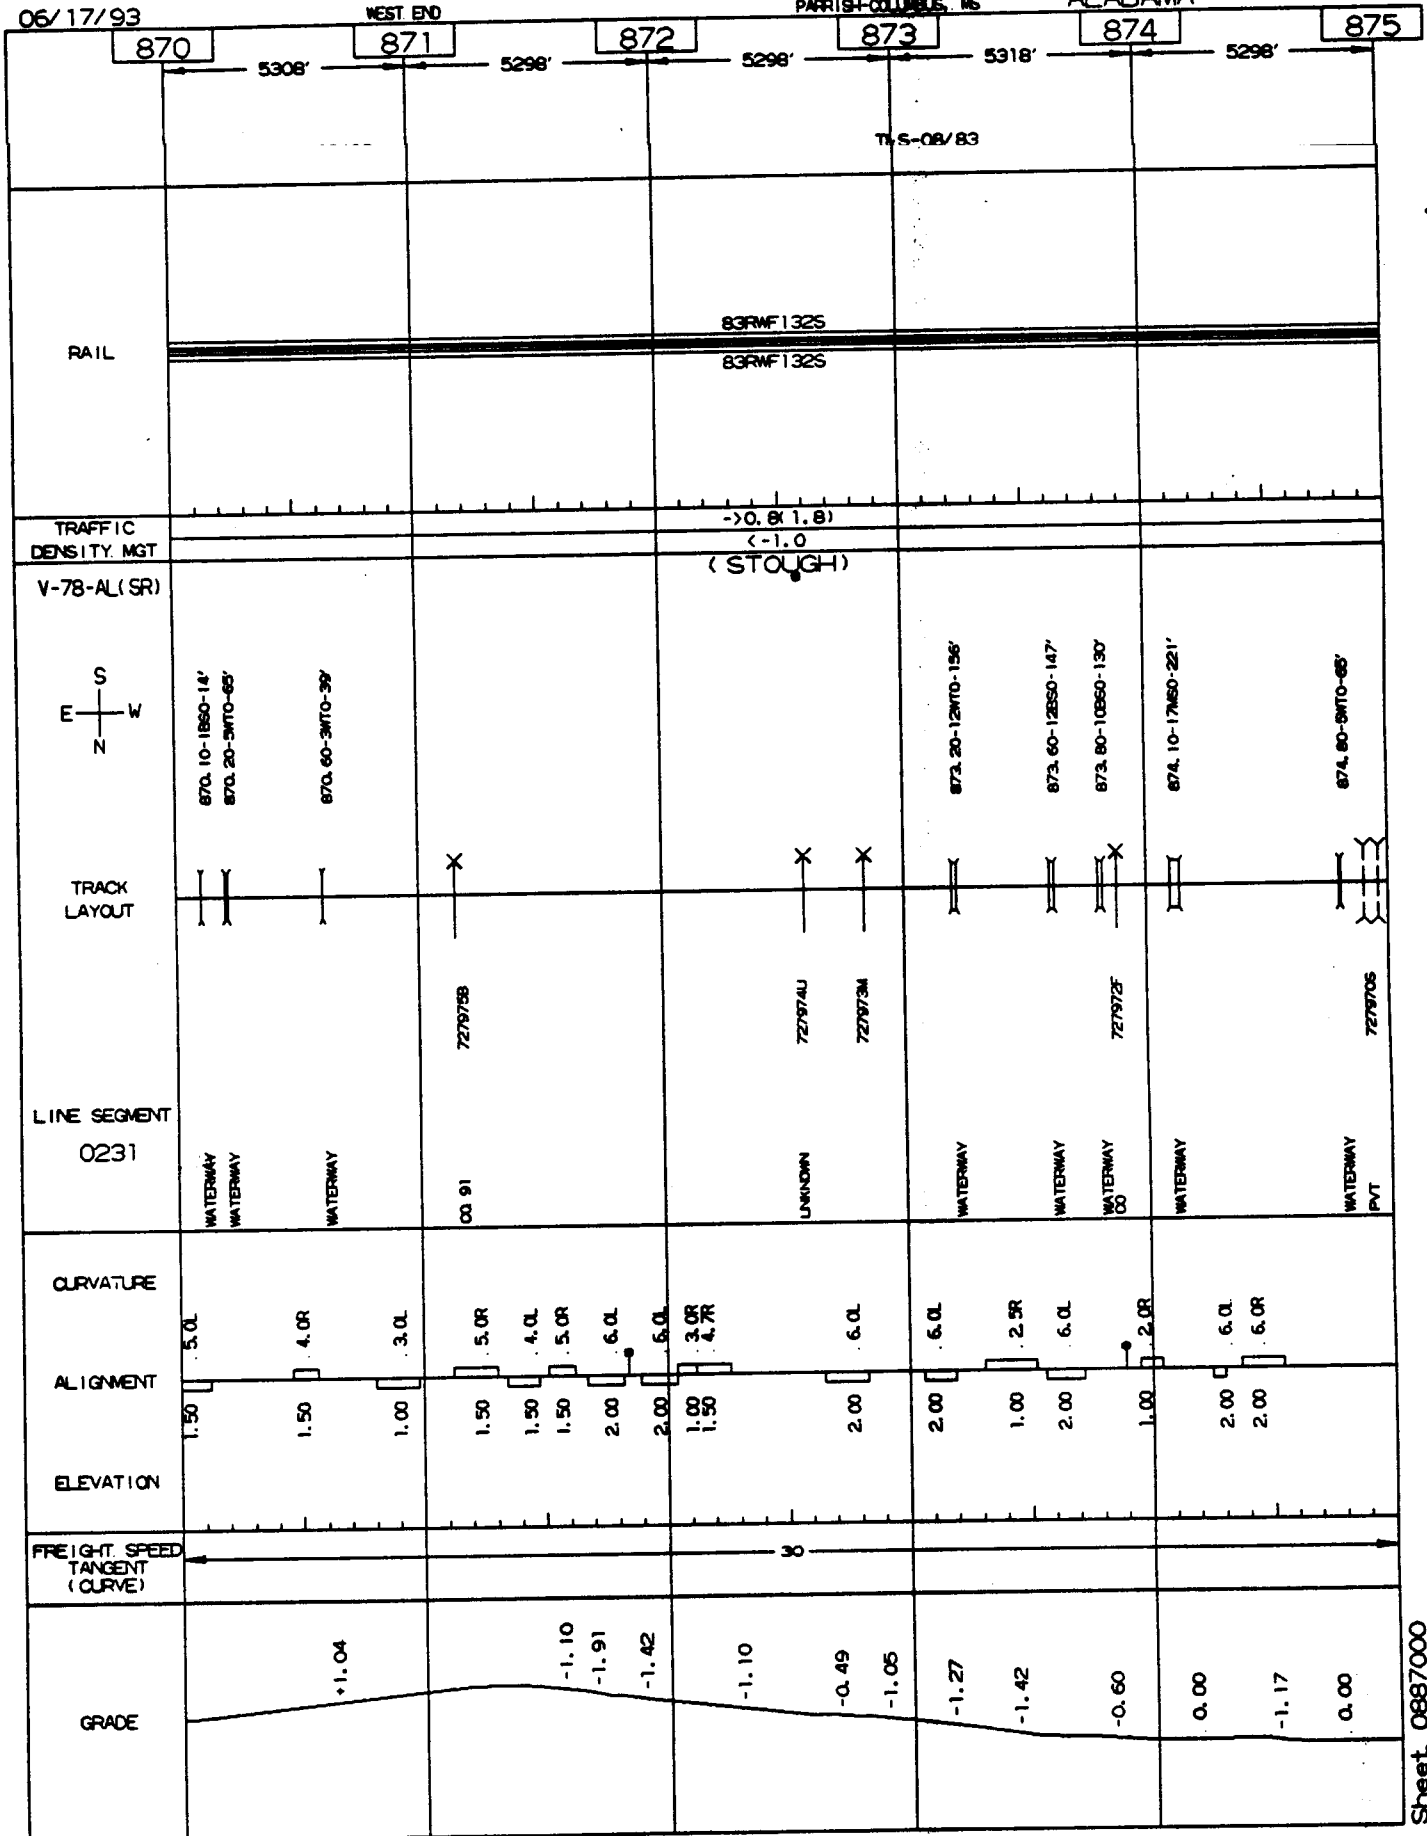 06/17/93
WEST END
PARRISH-COLUMBUS, MS
ALABAMA
870
871
872
873
874
875
5308'
5298'
5298'
5318'
5298'
TLS-08/83
RAIL
83RWF132S
83RWF132S
TRAFFIC
DENSITY. MGT
->0.8(1.8)
<-1.0
(STOUGH)
V-78-AL(SR)
S
E
W
N
870.10-1BSO-14'
870.20-5WTO-65'
870.60-3WTO-39'
873.20-12WTO-156'
873.60-12BSO-147'
873.80-10BSO-130'
874.10-17MSO-221'
874.80-5WTO-65'
TRACK
LAYOUT
727975B
727974U
727973M
727972F
727970S
LINE SEGMENT
0231
WATERWAY
WATERWAY
WATERWAY
CO 91
UNKNOWN
WATERWAY
WATERWAY
WATERWAY
CO
WATERWAY
WATERWAY
PVT
CURVATURE
5.0L
4.0R
3.0L
5.0R
4.0L
5.0R
6.0L
6.0L
3.0R
4.7R
6.0L
6.0L
2.5R
6.0L
2.0R
6.0L
6.0R
ALIGNMENT
1.50
1.50
1.00
1.50
1.50
1.50
2.00
2.00
1.00
1.50
2.00
2.00
1.00
2.00
1.00
2.00
2.00
ELEVATION
FREIGHT. SPEED
TANGENT
(CURVE)
30
GRADE
+1.04
-1.10
-1.91
-1.42
-1.10
-0.49
-1.05
-1.27
-1.42
-0.60
0.00
-1.17
0.00
Sheet 0887000